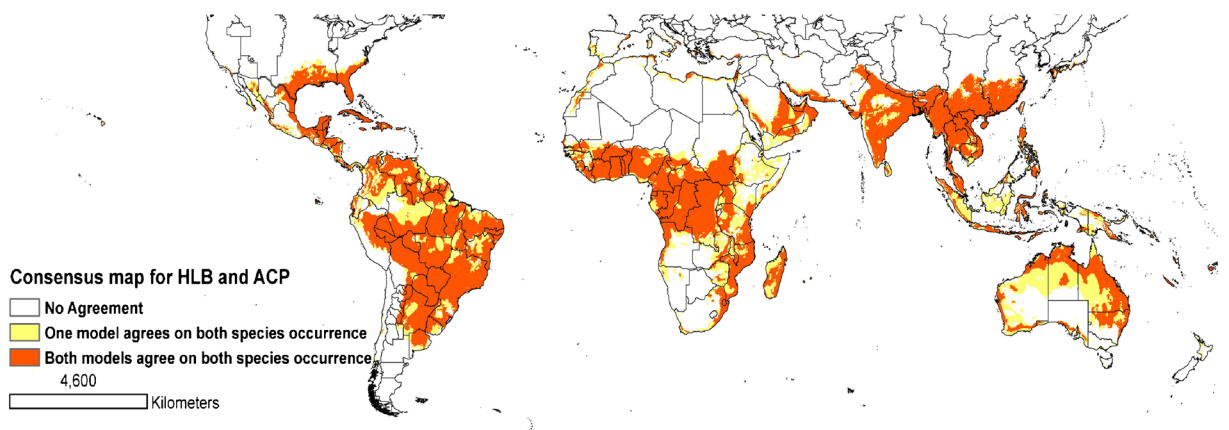 Consensus map for HLB and ACP
No Agreement
One model agrees on both species occurrence
Both models agree on both species occurrence
4,600
Kilometers